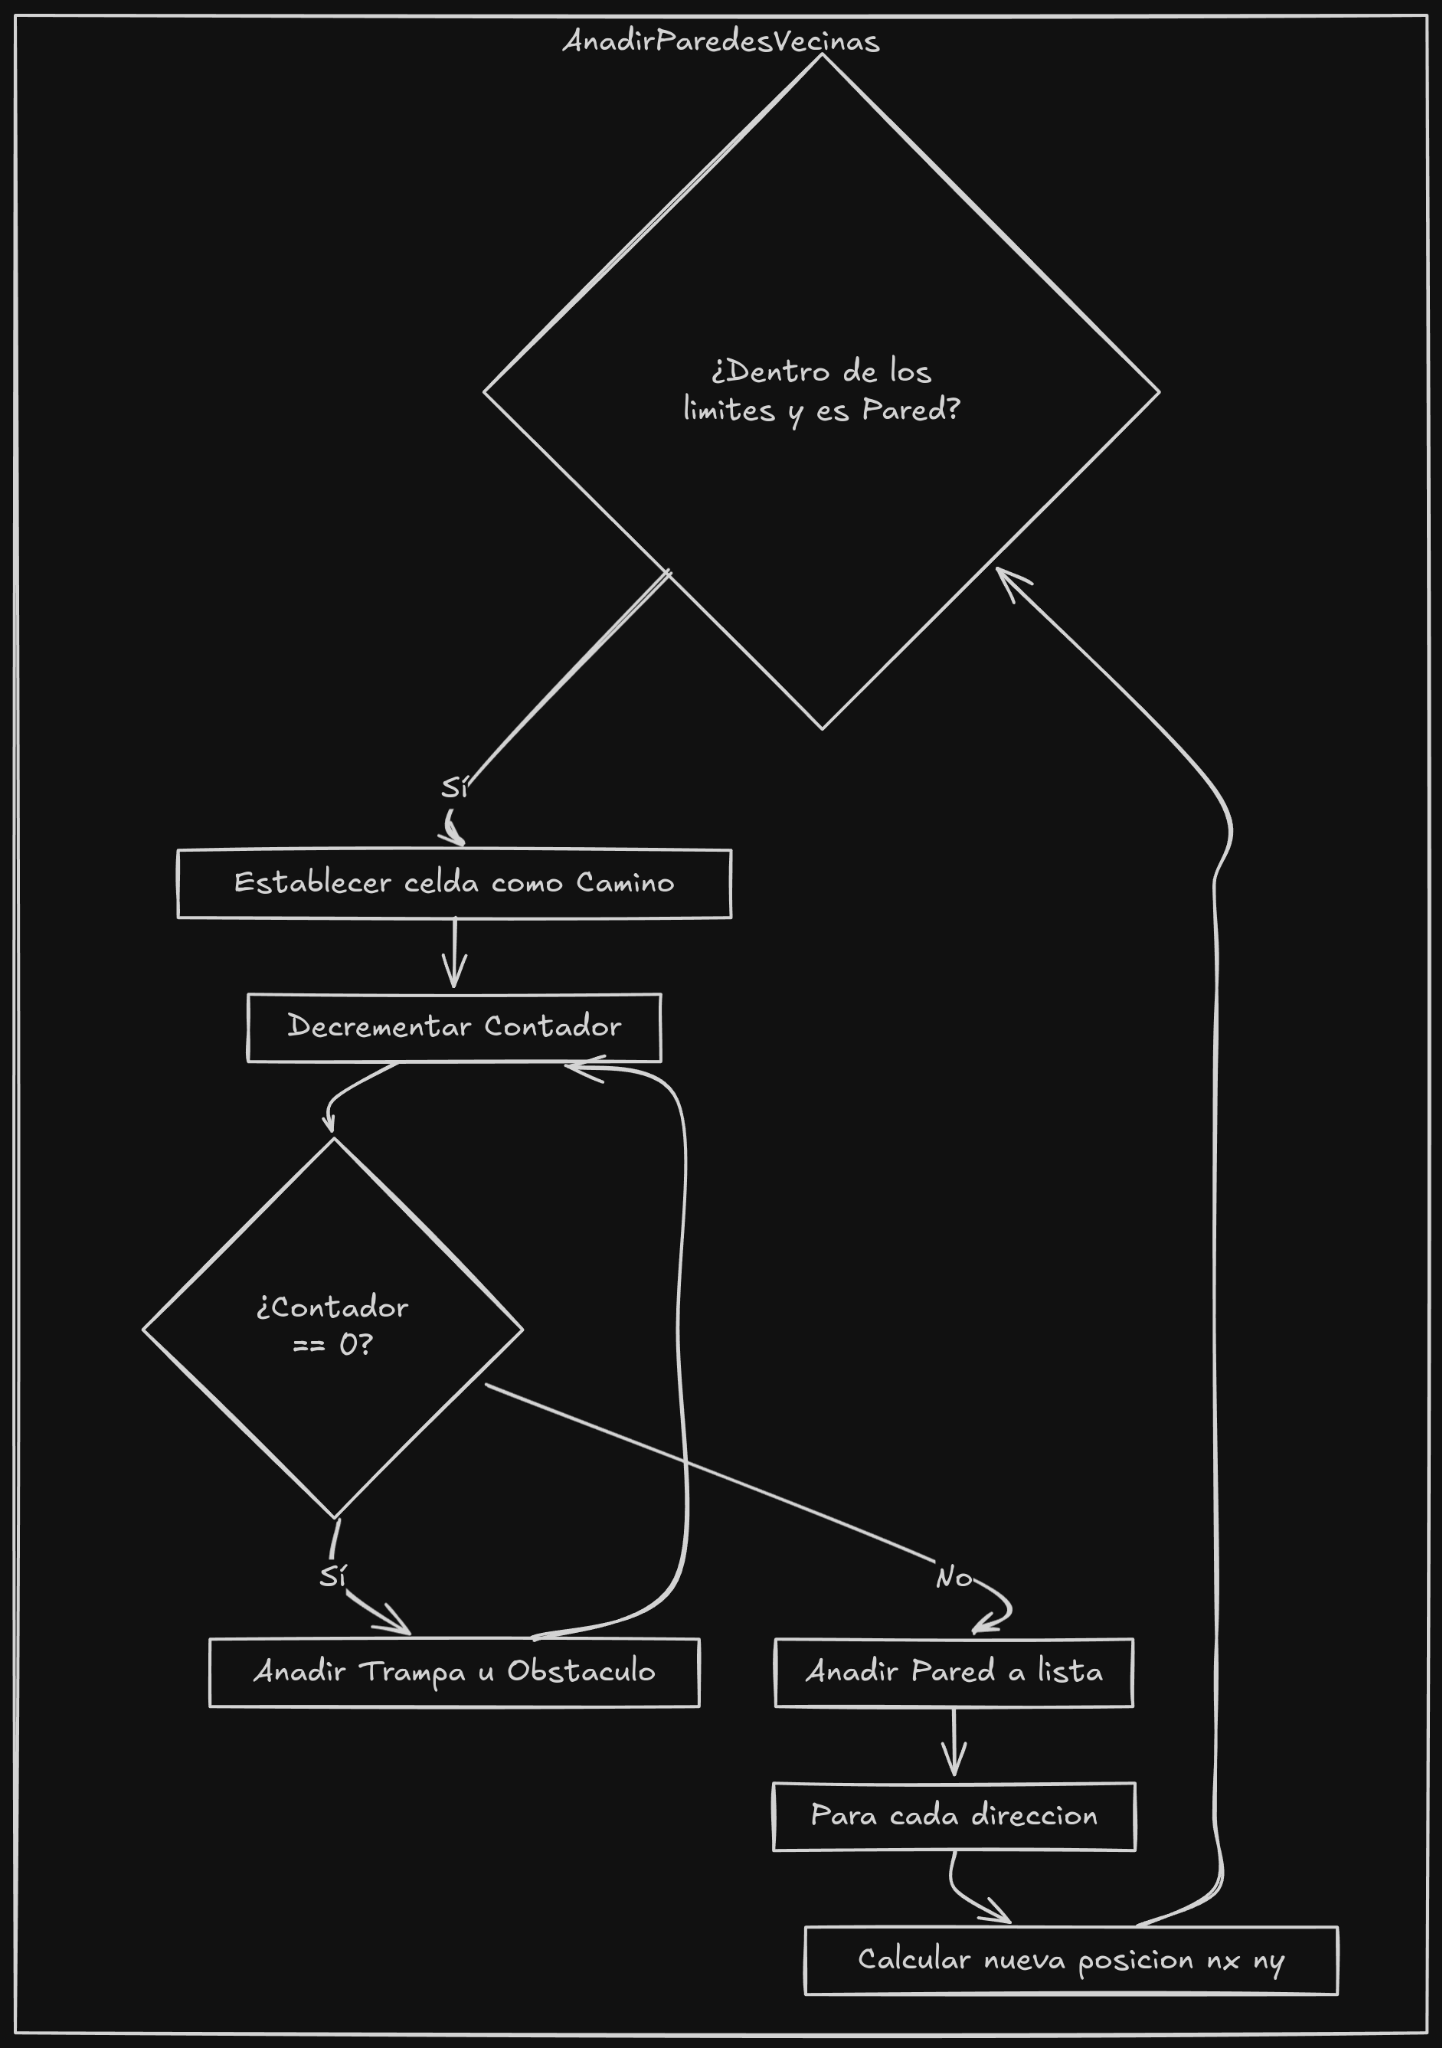 AnadirParedesVecinas
¿Dentro de los
limites y es Pared?
Sí
Establecer celda como Camino
Decrementar Contador
¿Contador
== 0?
Sí
No
Anadir Trampa u Obstaculo
Anadir Pared a lista
Para cada direccion
Calcular nueva posicion nx ny